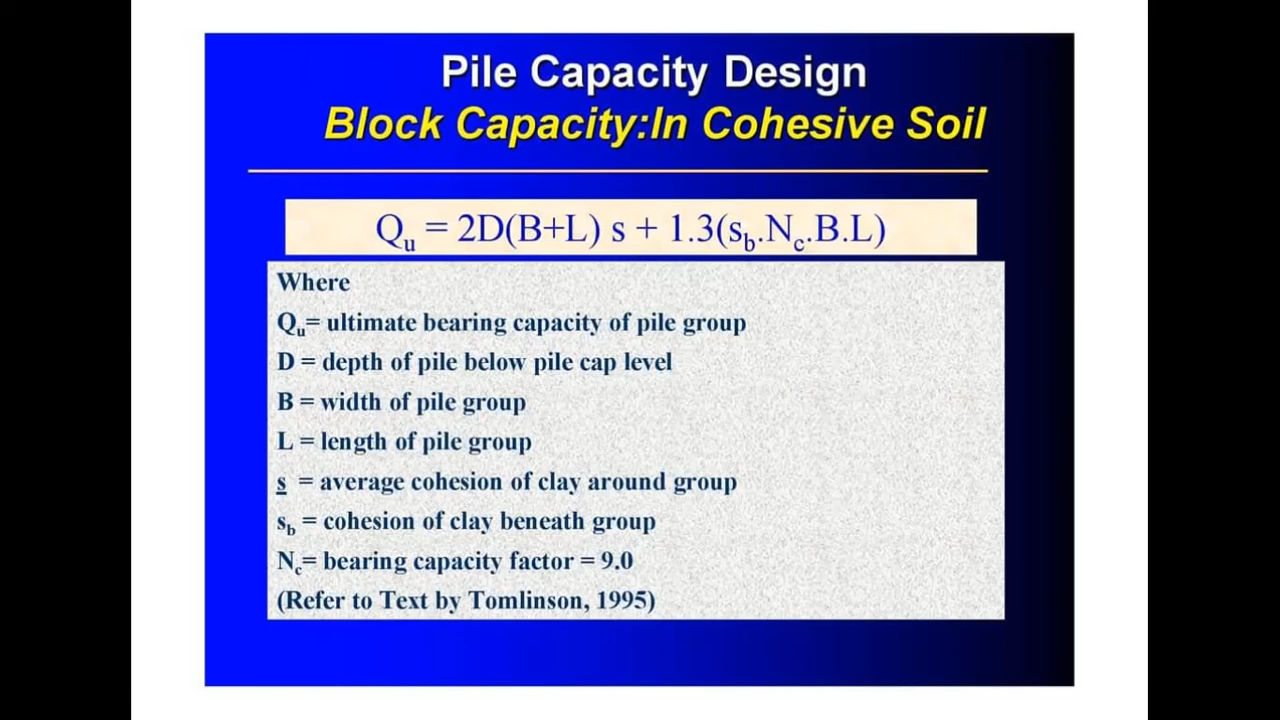 Pile Capacity Design
Block Capacity:In Cohesive Soil
Qu = 2D(B+L) s + 1.3(sb.Nc.B.L)
Where
Qu= ultimate bearing capacity of pile group
D = depth of pile below pile cap level
B = width of pile group
L = length of pile group
s = average cohesion of clay around group
sb = cohesion of clay beneath group
Nc= bearing capacity factor = 9.0
(Refer to Text by Tomlinson, 1995)